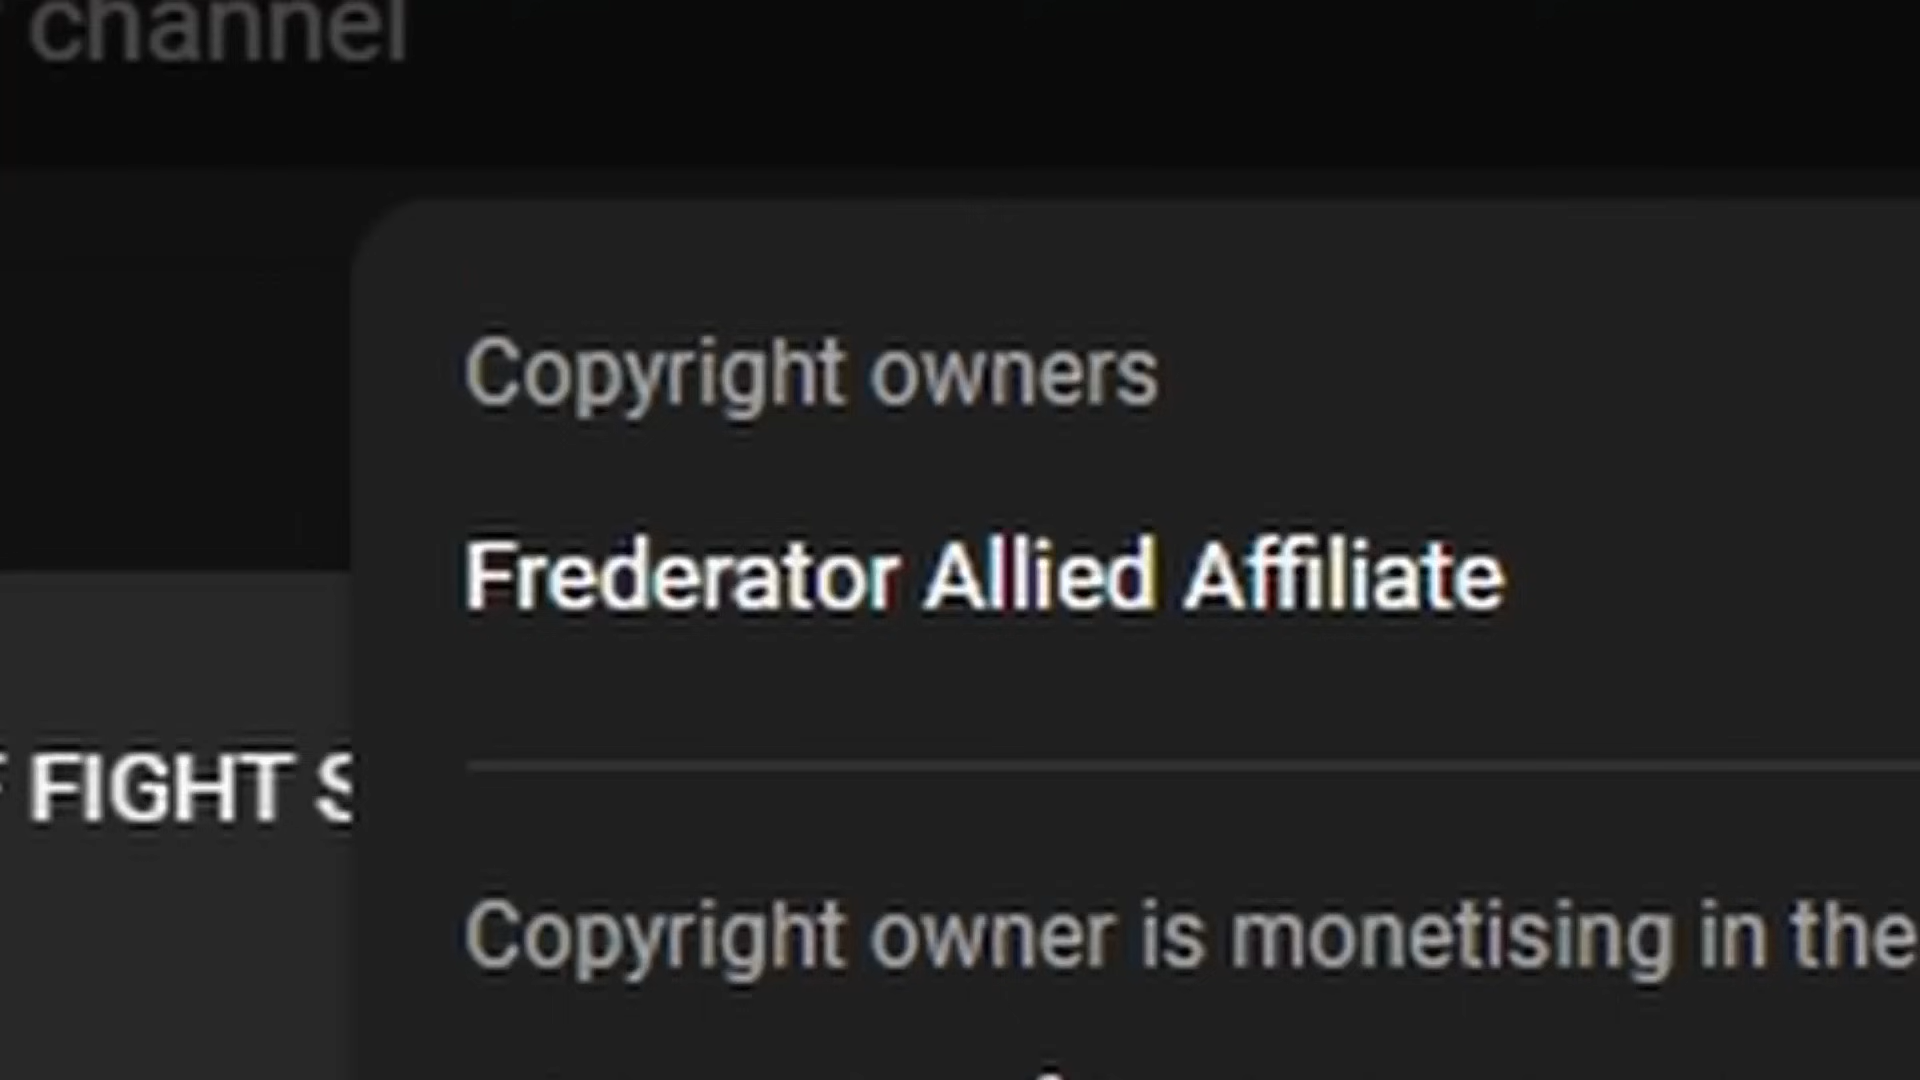 channel
Copyright owners
Frederator Allied Affiliate
FIGHT
Copyright owner is monetising in the